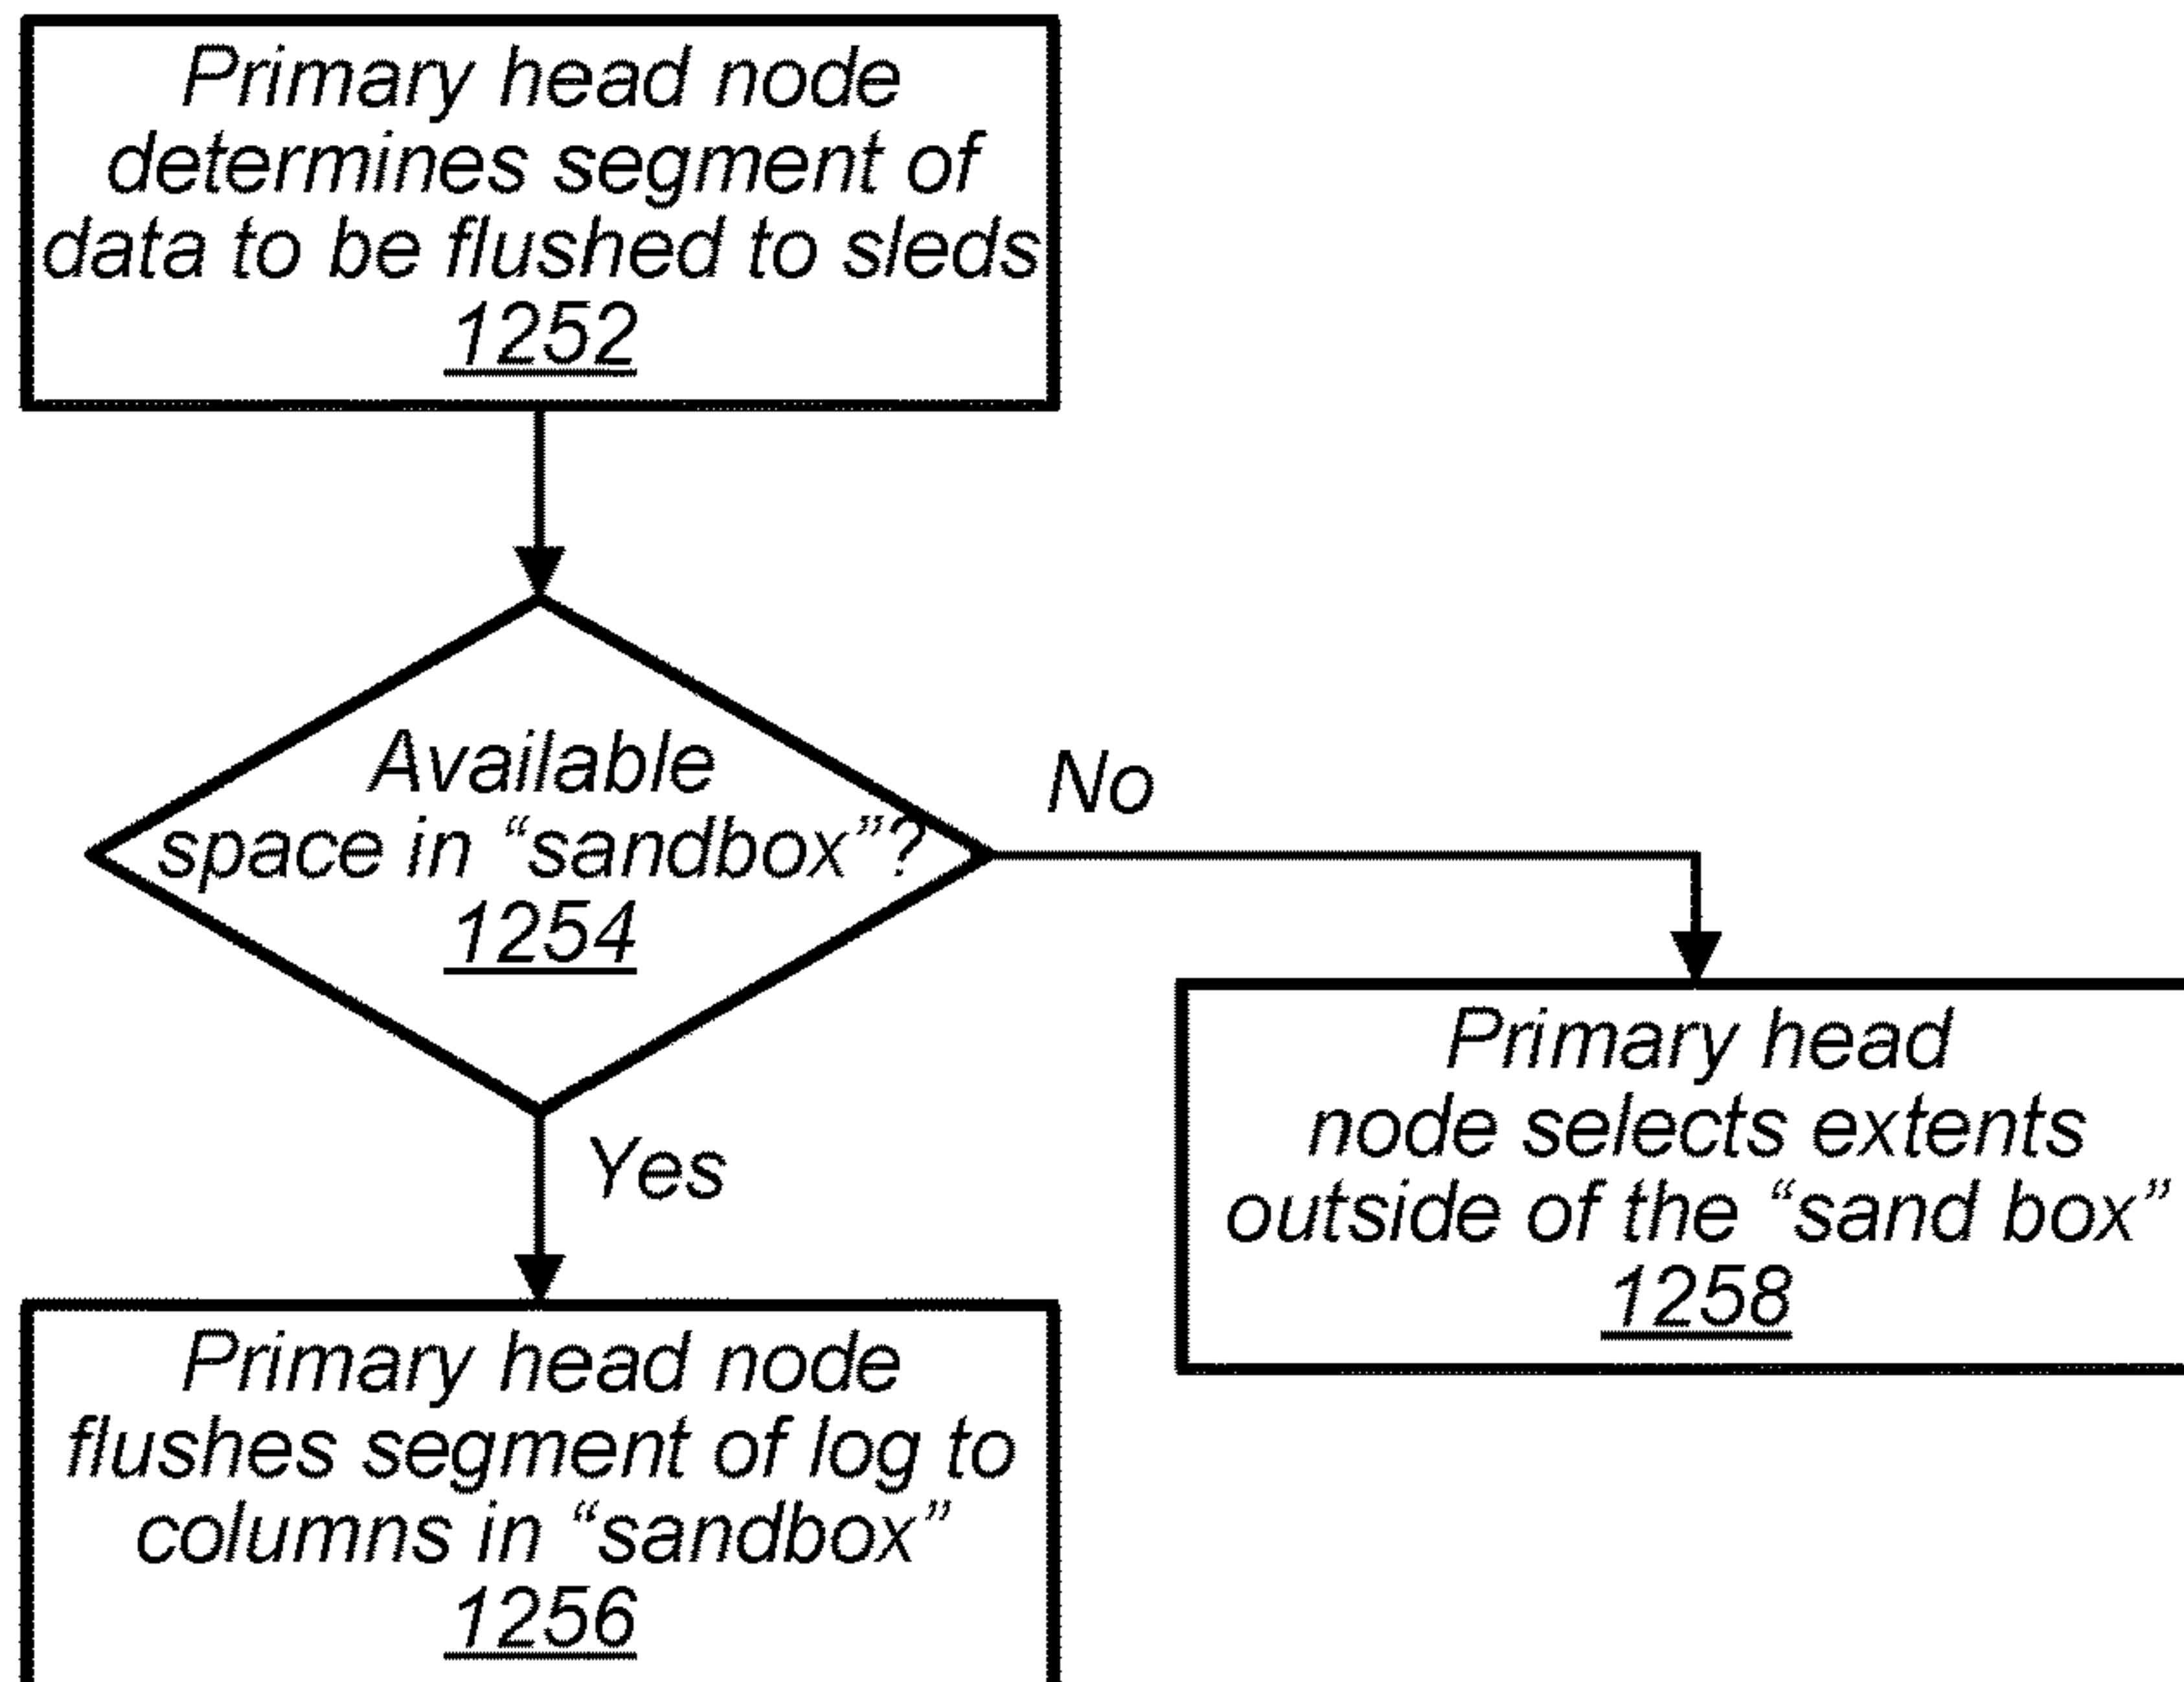 Primary head node
determines segment of
data to be flushed to sleds
1252
Available
space in “sandbox”?
1254
No
Yes
Primary head
node selects extents
outside of the “sand box”
1258
Primary head node
flushes segment of log to
columns in “sandbox”
1256